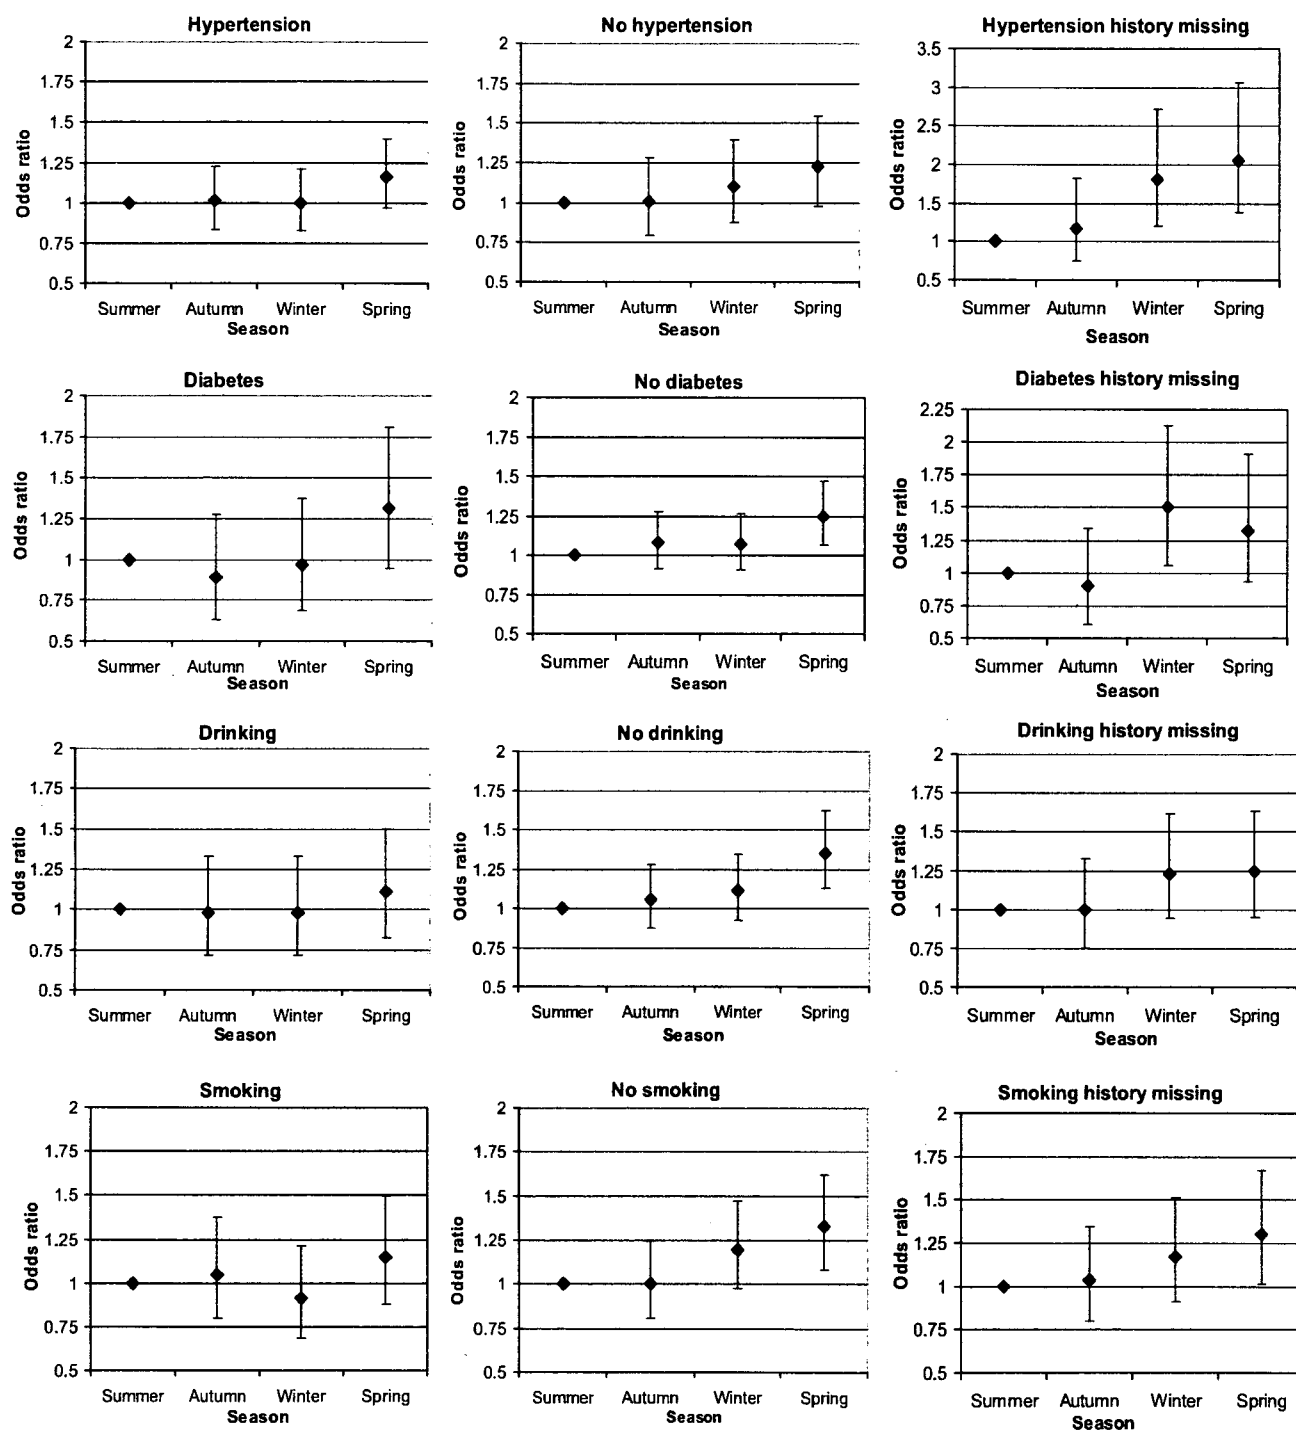 Hypertension
2
1.75
1.5
1.25
1
0.75
0.5
Odds ratio
Summer Autumn Winter Spring
Season
No hypertension
2
1.75
1.5
1.25
1
0.75
0.5
Odds ratio
Summer Autumn Winter Spring
Season
Hypertension history missing
3.5
3
2.5
2
1.5
1
0.5
Odds ratio
Summer Autumn Winter Spring
Season
Diabetes
2
1.75
1.5
1.25
1
0.75
0.5
Odds ratio
Summer Autumn Winter Spring
Season
No diabetes
2
1.75
1.5
1.25
1
0.75
0.5
Odds ratio
Summer Autumn Winter Spring
Season
Diabetes history missing
2.25
2
1.75
1.5
1.25
1
0.75
0.5
Odds ratio
Summer Autumn Winter Spring
Season
Drinking
2
1.75
1.5
1.25
1
0.75
0.5
Odds ratio
Summer Autumn Winter Spring
Season
No drinking
2
1.75
1.5
1.25
1
0.75
0.5
Odds ratio
Summer Autumn Winter Spring
Season
Drinking history missing
2
1.75
1.5
1.25
1
0.75
0.5
Odds ratio
Summer Autumn Winter Spring
Season
Smoking
2
1.75
1.5
1.25
1
0.75
0.5
Odds ratio
Summer Autumn Winter Spring
Season
No smoking
2
1.75
1.5
1.25
1
0.75
0.5
Odds ratio
Summer Autumn Winter Spring
Season
Smoking history missing
2
1.75
1.5
1.25
1
0.75
0.5
Odds ratio
Summer Autumn Winter Spring
Season